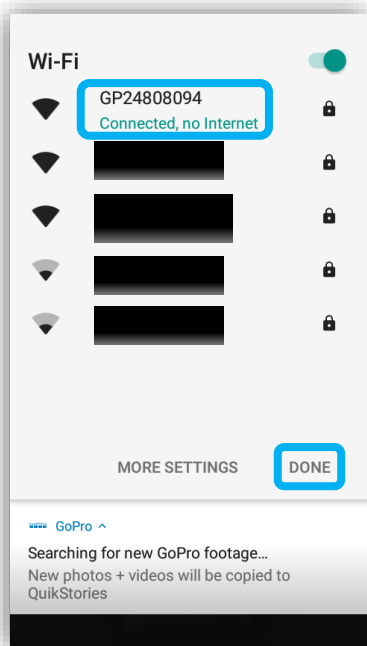 Wi-Fi
GP24808094
Connected, no Internet
MORE SETTINGS
DONE
GoPro
Searching for new GoPro footage...
New photos + videos will be copied to
QuikStories